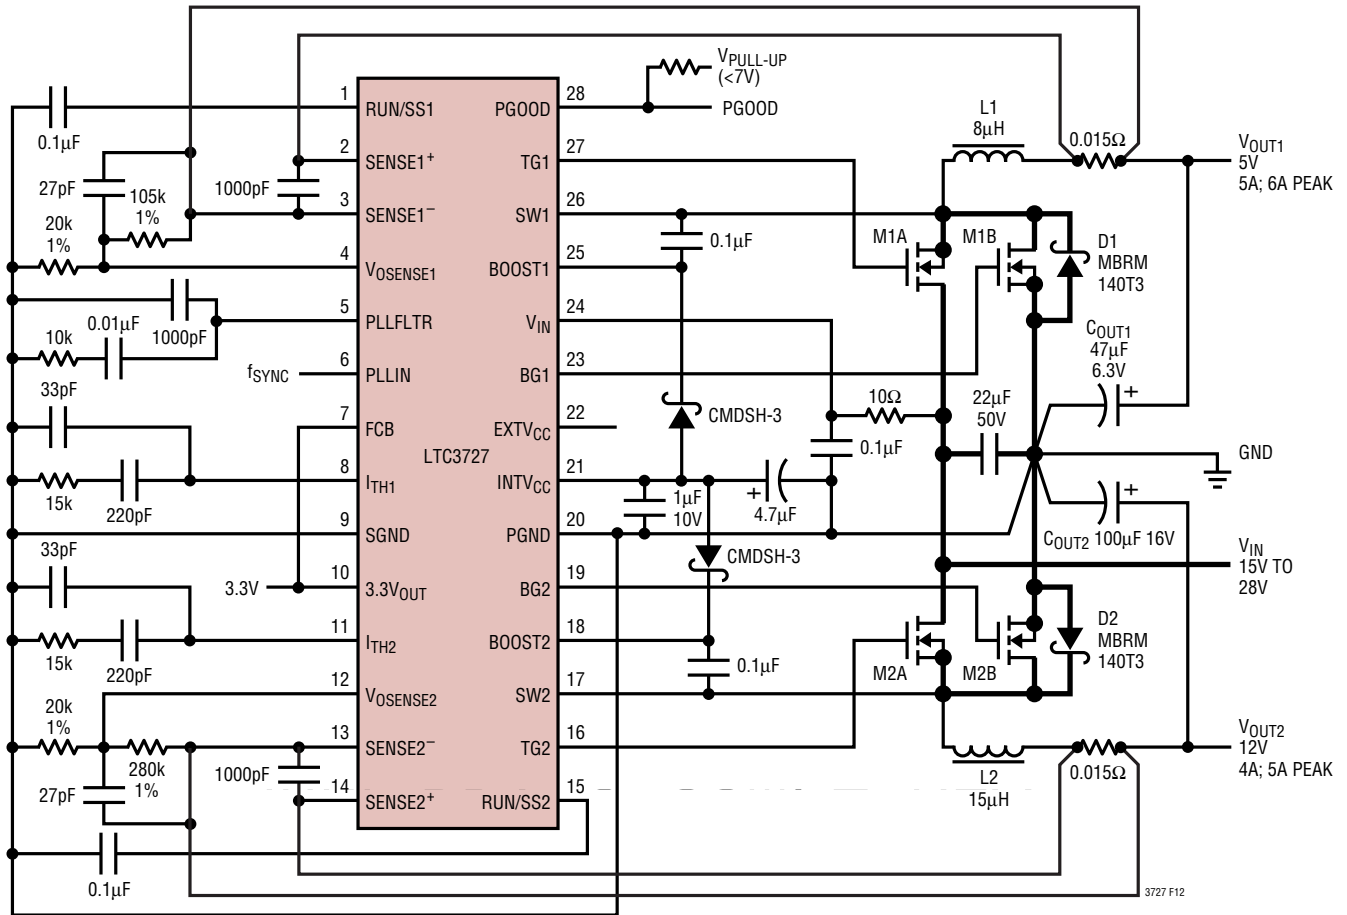 VPULL-UP
(<7V)
1
RUN/SS1
PGOOD
28
PGOOD
0.1µF
L1
8µH
0.015Ω
VOUT1
5V
5A; 6A PEAK
2
SENSE1+
TG1
27
27pF
105k
1%
1000pF
3
SENSE1–
SW1
26
20k
1%
0.1µF
M1A
M1B
D1
MBRM
140T3
4
VOSENSE1
BOOST1
25
5
PLLFLTR
VIN
24
0.01µF
1000pF
10k
COUT1
47µF
6.3V
fSYNC
6
PLLIN
BG1
23
33pF
10Ω
22µF
50V
CMDSH-3
7
FCB
EXTVCC
22
0.1µF
LTC3727
GND
8
ITH1
INTVCC
21
15k
220pF
1µF
10V
4.7µF
9
SGND
PGND
20
COUT2 100µF 16V
33pF
CMDSH-3
VIN
15V TO
28V
3.3V
10
3.3VOUT
BG2
19
11
ITH2
BOOST2
18
D2
MBRM
140T3
15k
220pF
0.1µF
M2A
M2B
12
VOSENSE2
SW2
17
20k
1%
13
SENSE2–
TG2
16
VOUT2
12V
4A; 5A PEAK
280k
1%
1000pF
L2
15µH
0.015Ω
27pF
14
SENSE2+
RUN/SS2
15
0.1µF
3727 F12